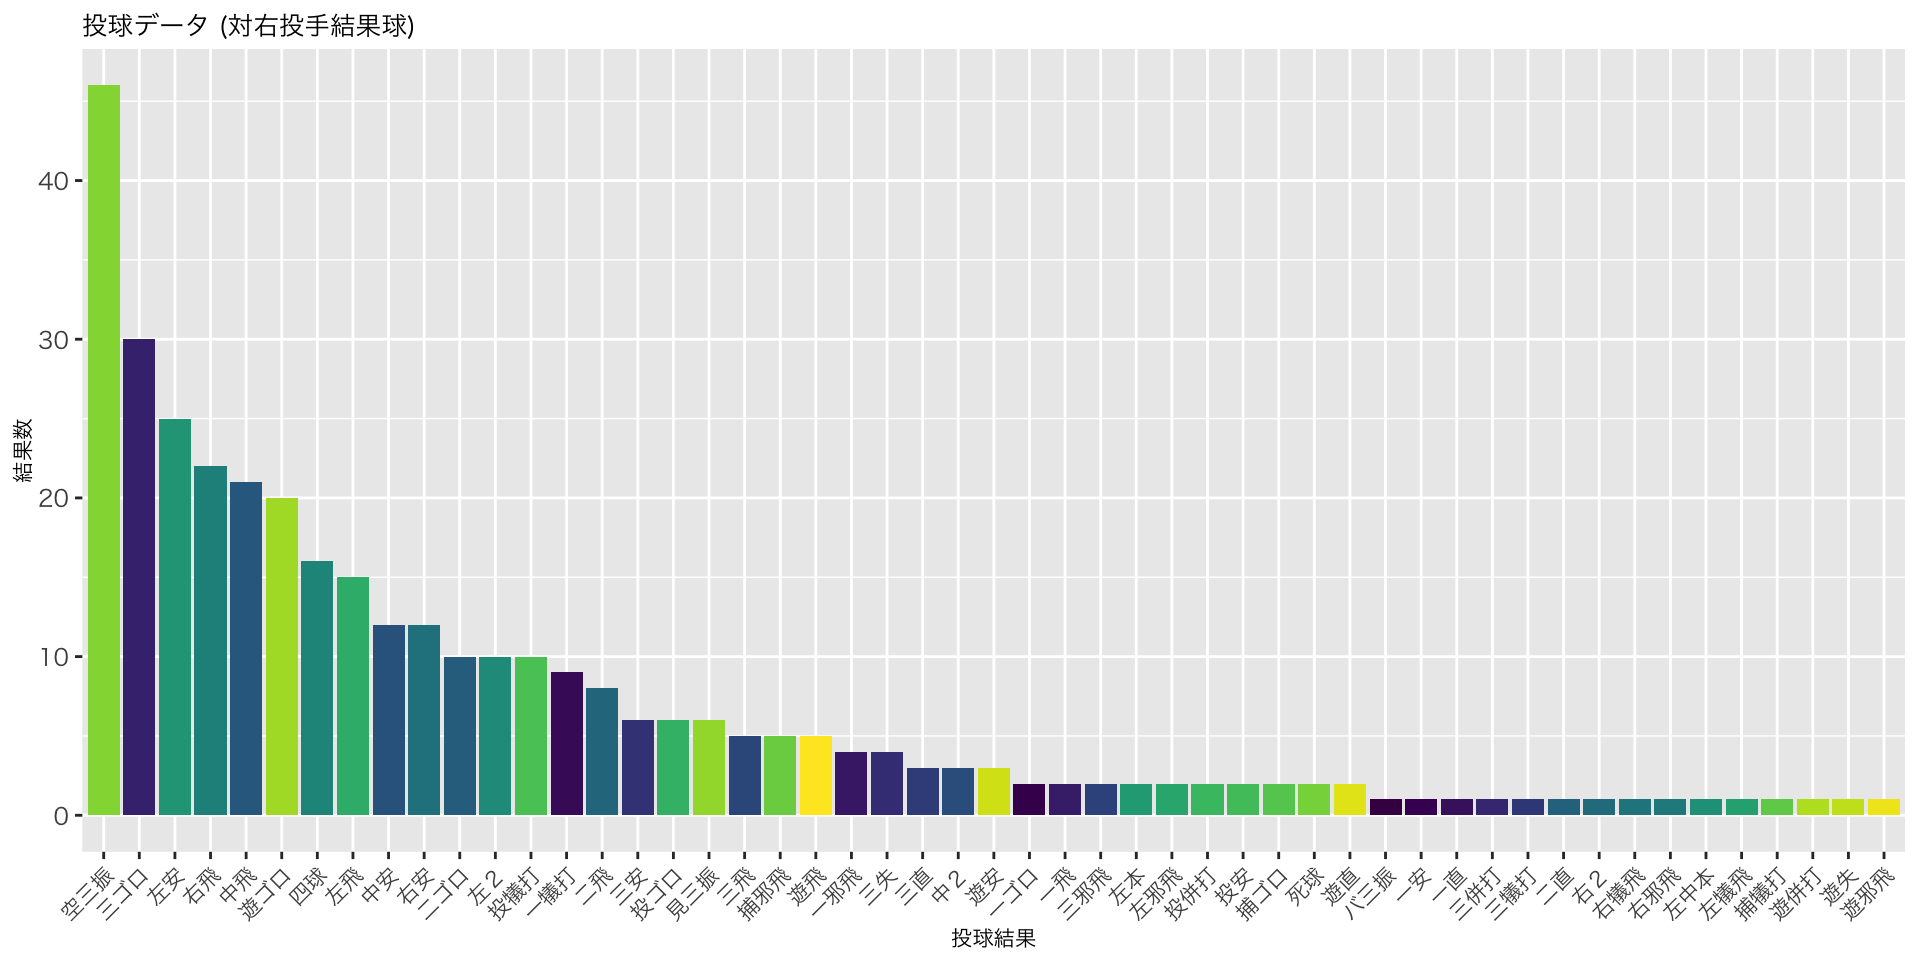 投球データ (対右投手結果球)
結果数
40
30
20
10
0
空三振
三ゴロ
左安
右飛
中飛
遊ゴロ
四球
左飛
中安
右安
二ゴロ
左２
投犠打
一犠打
二飛
三安
投ゴロ
見三振
三飛
捕邪飛
遊飛
一邪飛
三失
三直
中２
遊安
一ゴロ
一飛
三邪飛
左本
左邪飛
投併打
投安
捕ゴロ
死球
遊直
バ三振
一安
一直
三併打
三犠打
二直
右２
右犠飛
右邪飛
左中本
左犠飛
捕犠打
遊併打
遊失
遊邪飛
投球結果